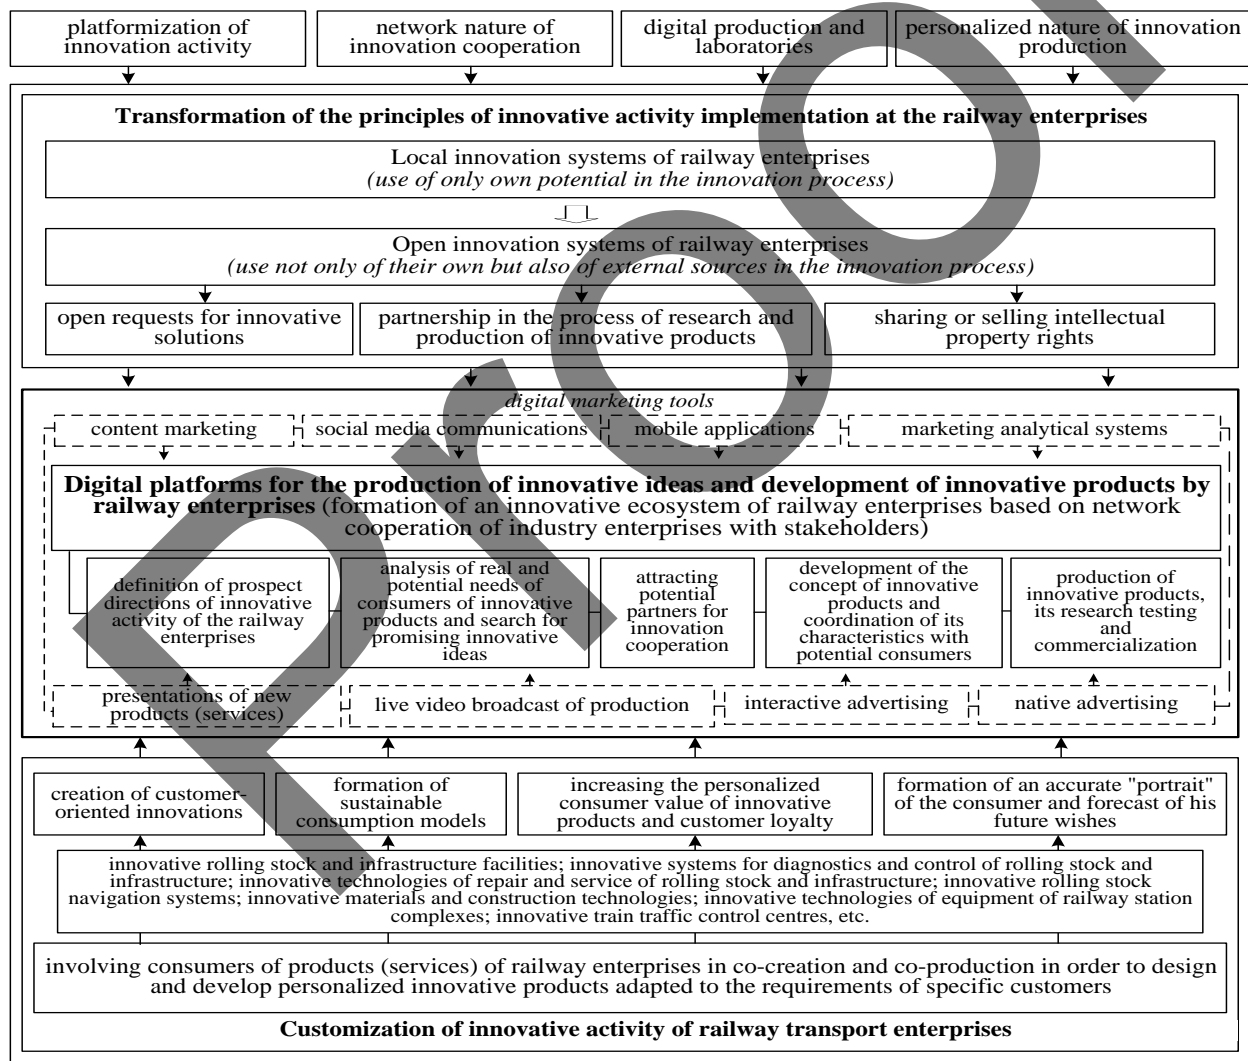 platformization of
innovation activity
network nature of
innovation cooperation
digital production and
laboratories
personalized nature of innovation
production
Transformation of the principles of innovative activity implementation at the railway enterprises
Local innovation systems of railway enterprises
(use of only own potential in the innovation process)
Open innovation systems of railway enterprises
(use not only of their own but also of external sources in the innovation process)
open requests for innovative
solutions
partnership in the process of research and
production of innovative products
sharing or selling intellectual
property rights
digital marketing tools
content marketing
social media communications
mobile applications
marketing analytical systems
Digital platforms for the production of innovative ideas and development of innovative products by
railway enterprises (formation of an innovative ecosystem of railway enterprises based on network
cooperation of industry enterprises with stakeholders)
definition of prospect
directions of innovative
activity of the railway
enterprises
analysis of real and
potential needs of
consumers of innovative
products and search for
promising innovative
ideas
attracting
potential
partners for
innovation
cooperation
development of the
concept of innovative
products and
coordination of its
characteristics with
potential consumers
production of
innovative products,
its research testing
and
commercialization
presentations of new
products (services)
live video broadcast of production
interactive advertising
native advertising
creation of customer-
oriented innovations
formation of
sustainable
consumption models
increasing the personalized
consumer value of innovative
products and customer loyalty
formation of an accurate "portrait"
of the consumer and forecast of his
future wishes
innovative rolling stock and infrastructure facilities; innovative systems for diagnostics and control of rolling stock and
infrastructure; innovative technologies of repair and service of rolling stock and infrastructure; innovative rolling stock
navigation systems; innovative materials and construction technologies; innovative technologies of equipment of railway station
complexes; innovative train traffic control centres, etc.
involving consumers of products (services) of railway enterprises in co-creation and co-production in order to design
and develop personalized innovative products adapted to the requirements of specific customers
Customization of innovative activity of railway transport enterprises